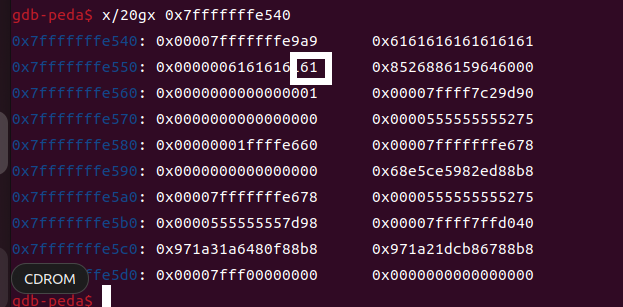 gdb-peda$ x/20gx 0x7fffffffe540
0x7fffffffe540: 0x00007fffffffe9a9 0x6161616161616161
0x7fffffffe550: 0x0000006161616161 0x8526886159646000
0x7fffffffe560: 0x0000000000000001 0x00007ffff7c29d90
0x7fffffffe570: 0x0000000000000000 0x0000555555555275
0x7fffffffe580: 0x00000001ffffe660 0x00007fffffffe678
0x7fffffffe590: 0x0000000000000000 0x68e5ce5982ed88b8
0x7fffffffe5a0: 0x00007fffffffe678 0x0000555555555275
0x7fffffffe5b0: 0x0000555555557d98 0x00007ffff7ffd040
0x7fffffffe5c0: 0x971a31a6480f88b8 0x971a21dcb86788b8
CDROM
fe5d0: 0x00007fff00000000 0x0000000000000000
gdb-peda$